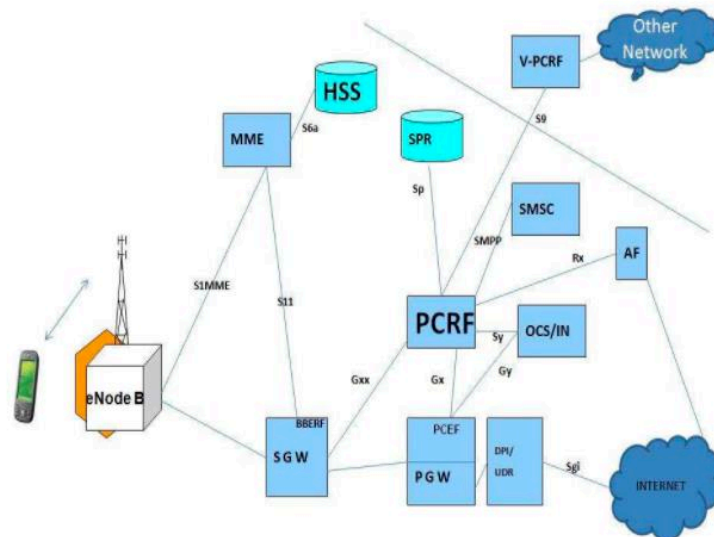 Other
Network
V-PCRF
HSS
S9
MME
S6a
SPR
Sp
SMSC
SMPP
AF
Rx
S1MME
S11
PCRF
OCS/IN
Sy
Gxx
Gx
Gy
eNode B
BBERF
PCEF
S G W
DPI/
UDR
P G W
Sgi
INTERNET